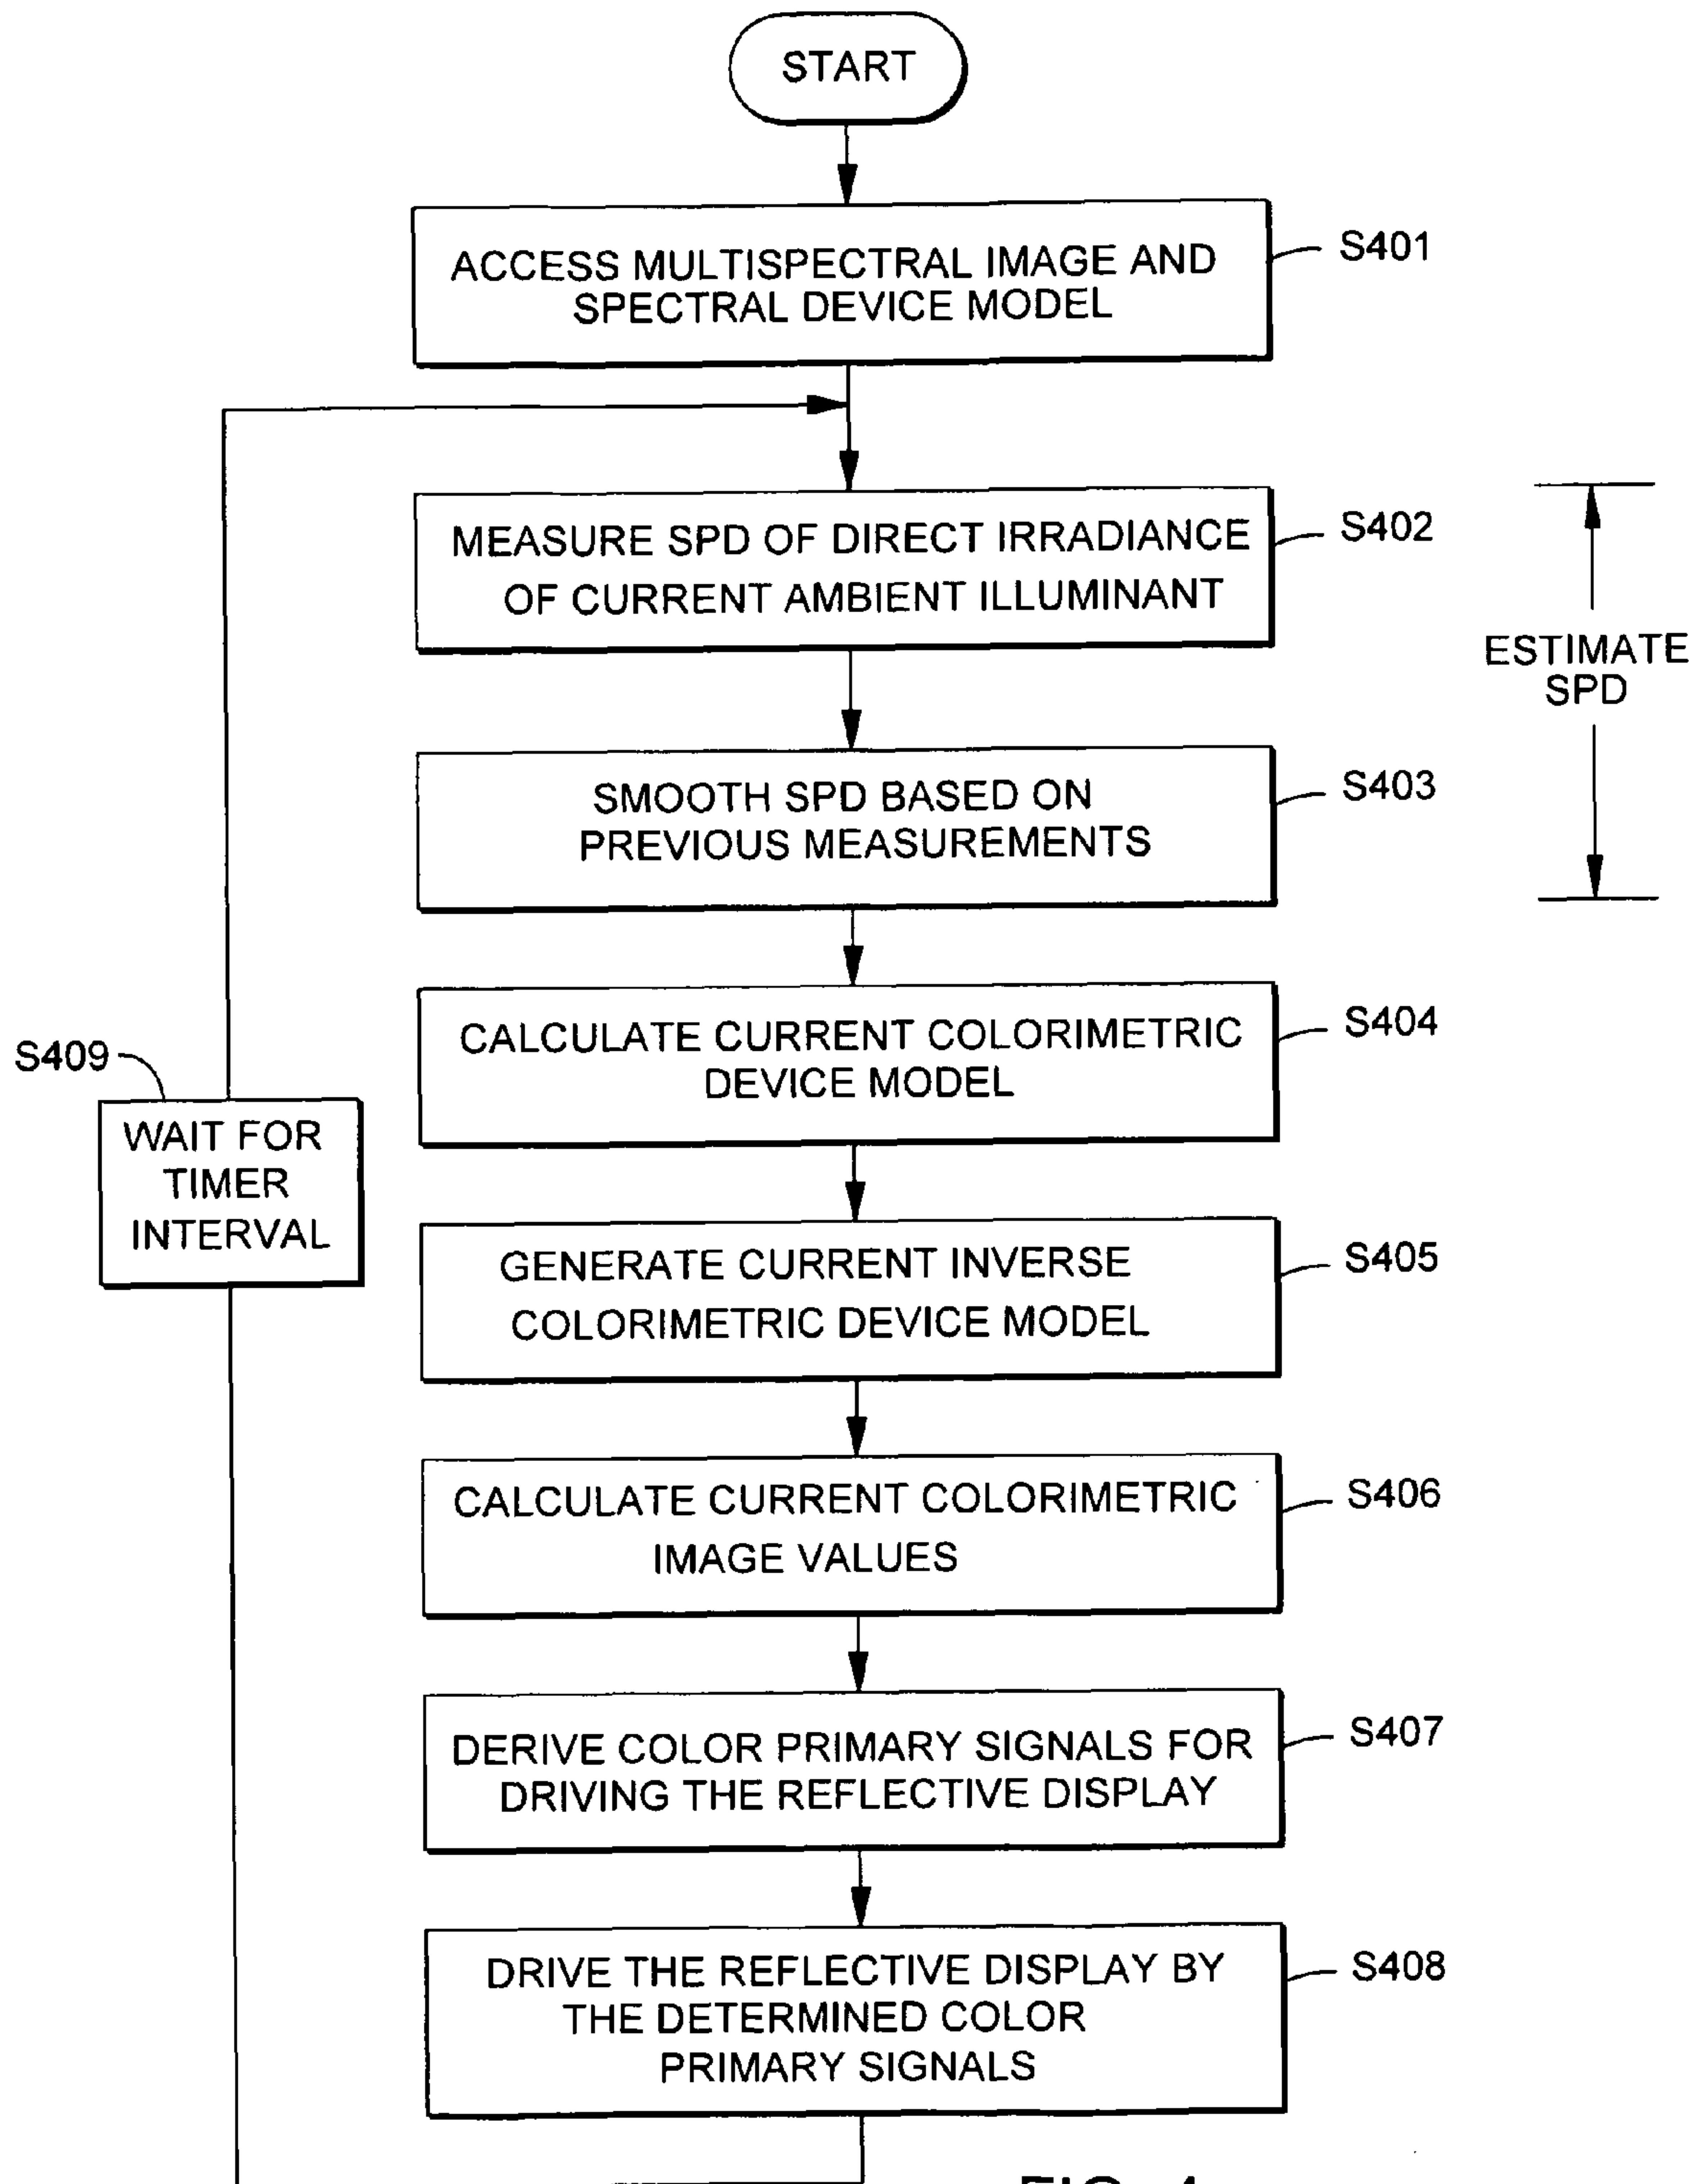 START
ACCESS MULTISPECTRAL IMAGE AND
SPECTRAL DEVICE MODEL
S401
MEASURE SPD OF DIRECT IRRADIANCE
OF CURRENT AMBIENT ILLUMINANT
S402
ESTIMATE
SPD
SMOOTH SPD BASED ON
PREVIOUS MEASUREMENTS
S403
CALCULATE CURRENT COLORIMETRIC
DEVICE MODEL
S404
S409
WAIT FOR
TIMER
INTERVAL
GENERATE CURRENT INVERSE
COLORIMETRIC DEVICE MODEL
S405
CALCULATE CURRENT COLORIMETRIC
IMAGE VALUES
S406
DERIVE COLOR PRIMARY SIGNALS FOR
DRIVING THE REFLECTIVE DISPLAY
S407
DRIVE THE REFLECTIVE DISPLAY BY
THE DETERMINED COLOR
PRIMARY SIGNALS
S408